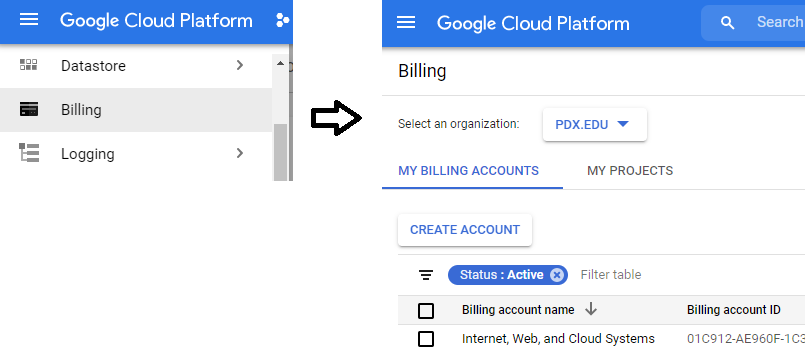 Google Cloud Platform
Datastore
Billing
Logging
Google Cloud Platform
Search
Billing
Select an organization:
PDX.EDU
MY BILLING ACCOUNTS
MY PROJECTS
CREATE ACCOUNT
Status : Active
Filter table
Billing account name
Billing account ID
Internet, Web, and Cloud Systems
01C912-AE960F-1C3